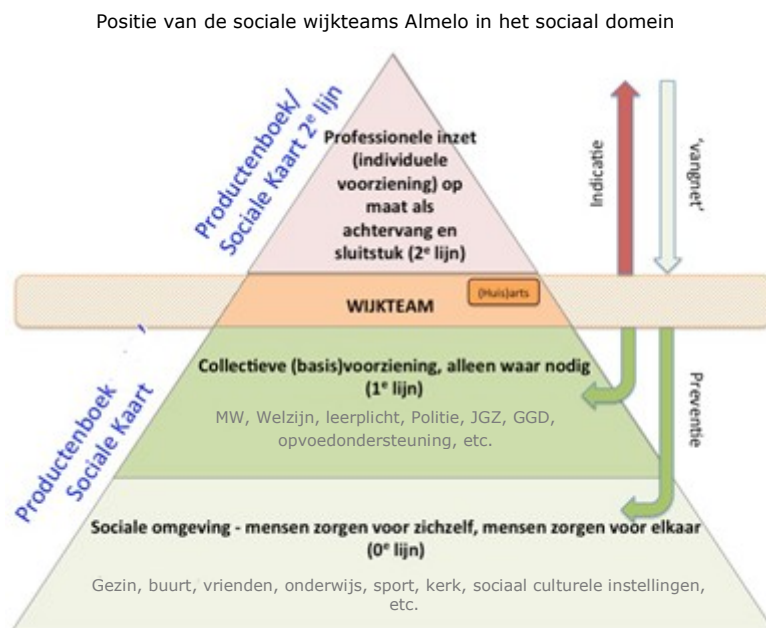 Positie van de sociale wijkteams Almelo in het sociaal domein
Productenboek/
Sociale Kaart 2e lijn
Professionele inzet
(individuele
voorziening) op
maat als
achtervang en
sluitstuk (2e lijn)
Indicatie
'vangnet'
WIJKTEAM
(Huis)arts
Productenboek
Sociale Kaart
Collectieve (basis)voorziening, alleen waar nodig
(1e lijn)
MW, Welzijn, leerplicht, Politie, JGZ, GGD,
opvoedondersteuning, etc.
Preventie
Sociale omgeving - mensen zorgen voor zichzelf, mensen zorgen voor elkaar
(0e lijn)
Gezin, buurt, vrienden, onderwijs, sport, kerk, sociaal culturele instellingen,
etc.